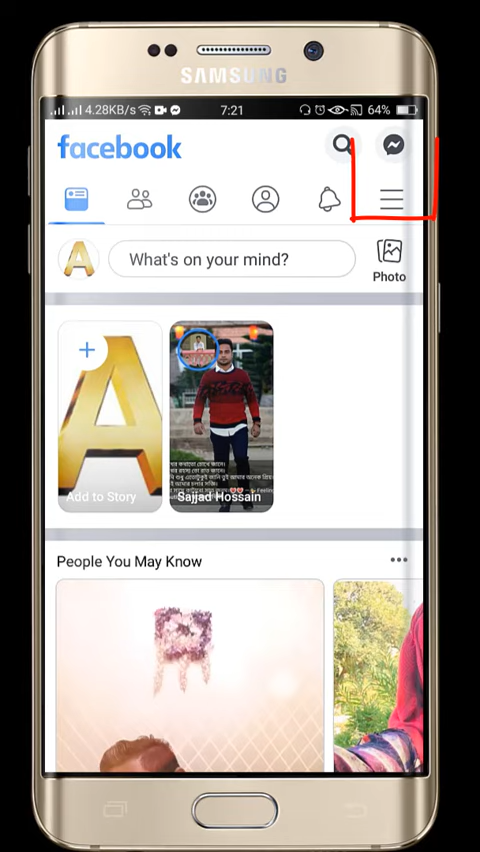 SAMSUNG
4.28KB/s 7:21 64%
facebook
What's on your mind?
Photo
Add to Story
Sajjad Hossain
People You May Know